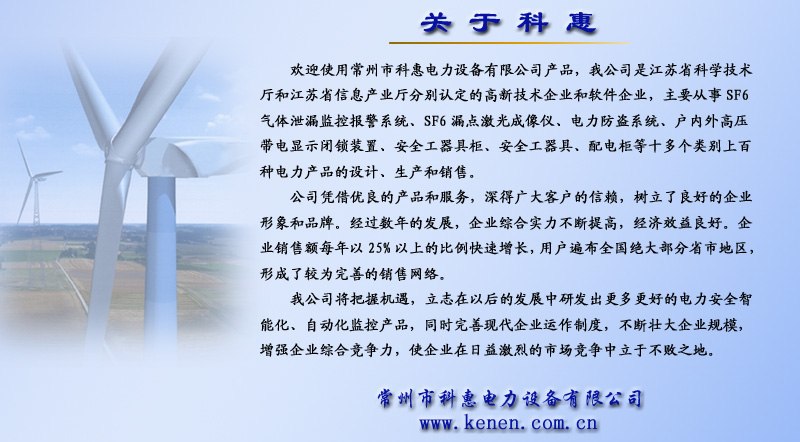 关于科惠
欢迎使用常州市科惠电力设备有限公司产品，我公司是江苏省科学技术
厅和江苏省信息产业厅分别认定的高新技术企业和软件企业，主要从事SF6
气体泄漏监控报警系统、SF6漏点激光成像仪、电力防盗系统、户内外高压
带电显示闭锁装置、安全工器具柜、安全工器具、配电柜等十多个类别上百
种电力产品的设计、生产和销售。
公司凭借优良的产品和服务，深得广大客户的信赖，树立了良好的企业
形象和品牌。经过数年的发展，企业综合实力不断提高，经济效益良好。企
业销售额每年以25%以上的比例快速增长，用户遍布全国绝大部分省市地区，
形成了较为完善的销售网络。
我公司将把握机遇，立志在以后的发展中研发出更多更好的电力安全智
能化、自动化监控产品，同时完善现代企业运作制度，不断壮大企业规模，
增强企业综合竞争力，使企业在日益激烈的市场竞争中立于不败之地。
常州市科惠电力设备有限公司
www.kenen.com.cn